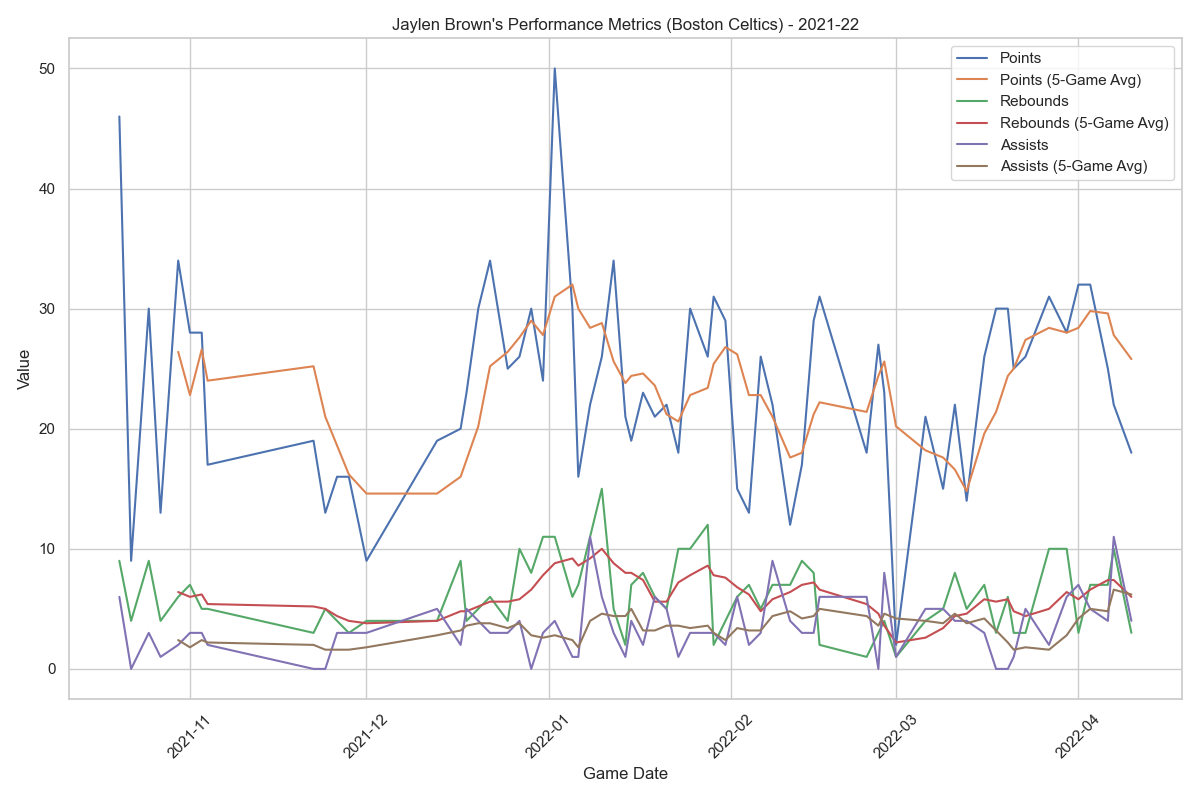 Jaylen Brown's Performance Metrics (Boston Celtics) - 2021-22
Points
Points (5-Game Avg)
Rebounds
Rebounds (5-Game Avg)
Assists
Assists (5-Game Avg)
50
40
30
20
10
0
Value
2021-11
2021-12
2022-01
2022-02
2022-03
2022-04
Game Date